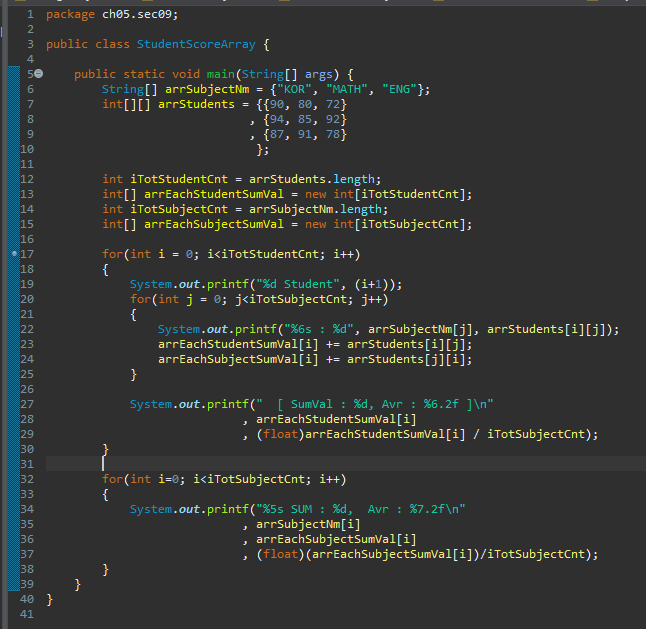 1 package ch05.sec09;
2
3 public class StudentScoreArray {
4
5 public static void main(String[] args) {
6 String[] arrSubjectNm = {"KOR", "MATH", "ENG"};
7 int[][] arrStudents = {{90, 80, 72}
8 , {94, 85, 92}
9 , {87, 91, 78}
10 };
11
12 int iTotStudentCnt = arrStudents.length;
13 int[] arrEachStudentSumVal = new int[iTotStudentCnt];
14 int iTotSubjectCnt = arrSubjectNm.length;
15 int[] arrEachSubjectSumVal = new int[iTotSubjectCnt];
16
17 for(int i = 0; i<iTotStudentCnt; i++)
18 {
19 System.out.printf("%d Student", (i+1));
20 for(int j = 0; j<iTotSubjectCnt; j++)
21 {
22 System.out.printf("%6s : %d", arrSubjectNm[j], arrStudents[i][j]);
23 arrEachStudentSumVal[i] += arrStudents[i][j];
24 arrEachSubjectSumVal[i] += arrStudents[j][i];
25 }
26
27 System.out.printf("  [ SumVal : %d, Avr : %6.2f ]\n"
28 , arrEachStudentSumVal[i]
29 , (float)arrEachStudentSumVal[i] / iTotSubjectCnt);
30 }
31
32 for(int i=0; i<iTotSubjectCnt; i++)
33 {
34 System.out.printf("%5s SUM : %d,  Avr : %7.2f\n"
35 , arrSubjectNm[i]
36 , arrEachSubjectSumVal[i]
37 , (float)(arrEachSubjectSumVal[i])/iTotSubjectCnt);
38 }
39 }
40 }
41